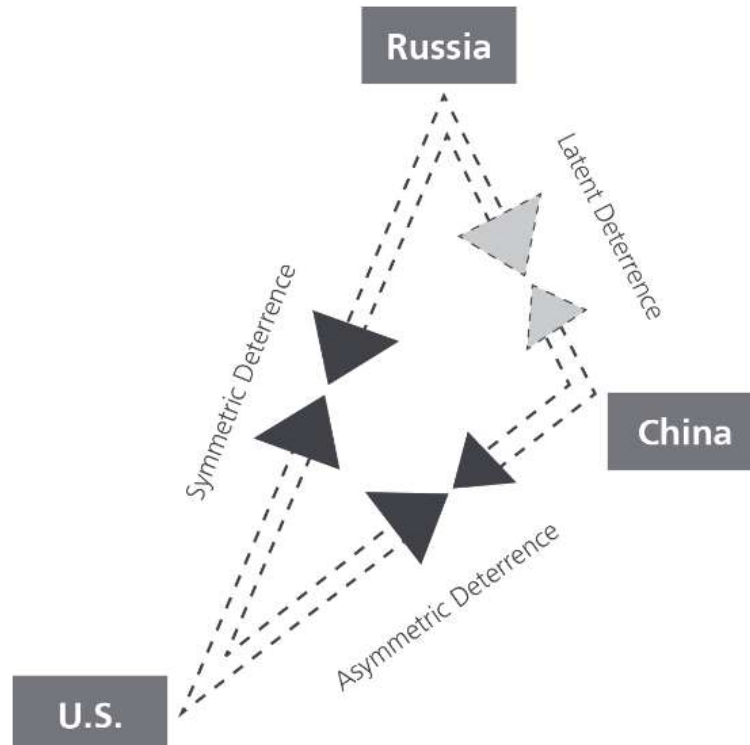 Russia
Latent Deterrence
Symmetric Deterrence
China
Asymmetric Deterrence
U.S.